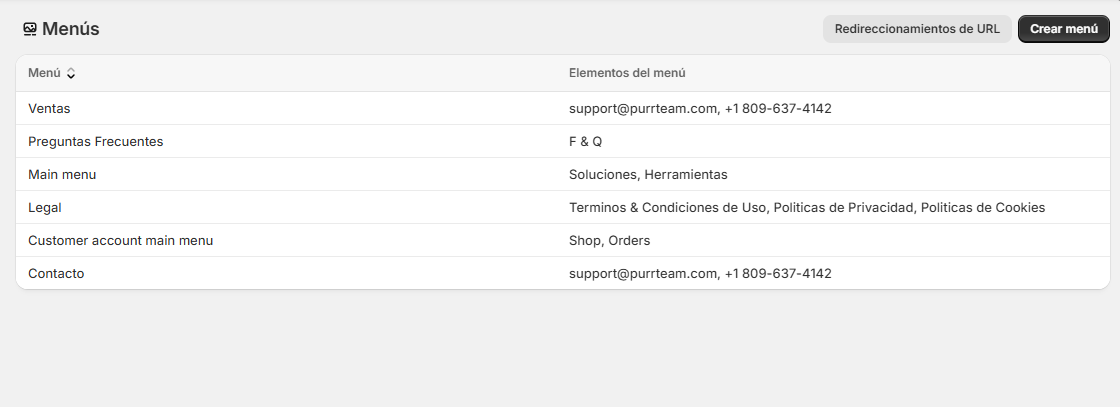 Menús
Redireccionamientos de URL
Crear menú
Menú Elementos del menú
Ventas support@purrteam.com, +1 809-637-4142
Preguntas Frecuentes F & Q
Main menu Soluciones, Herramientas
Legal Terminos & Condiciones de Uso, Politicas de Privacidad, Politicas de Cookies
Customer account main menu Shop, Orders
Contacto support@purrteam.com, +1 809-637-4142